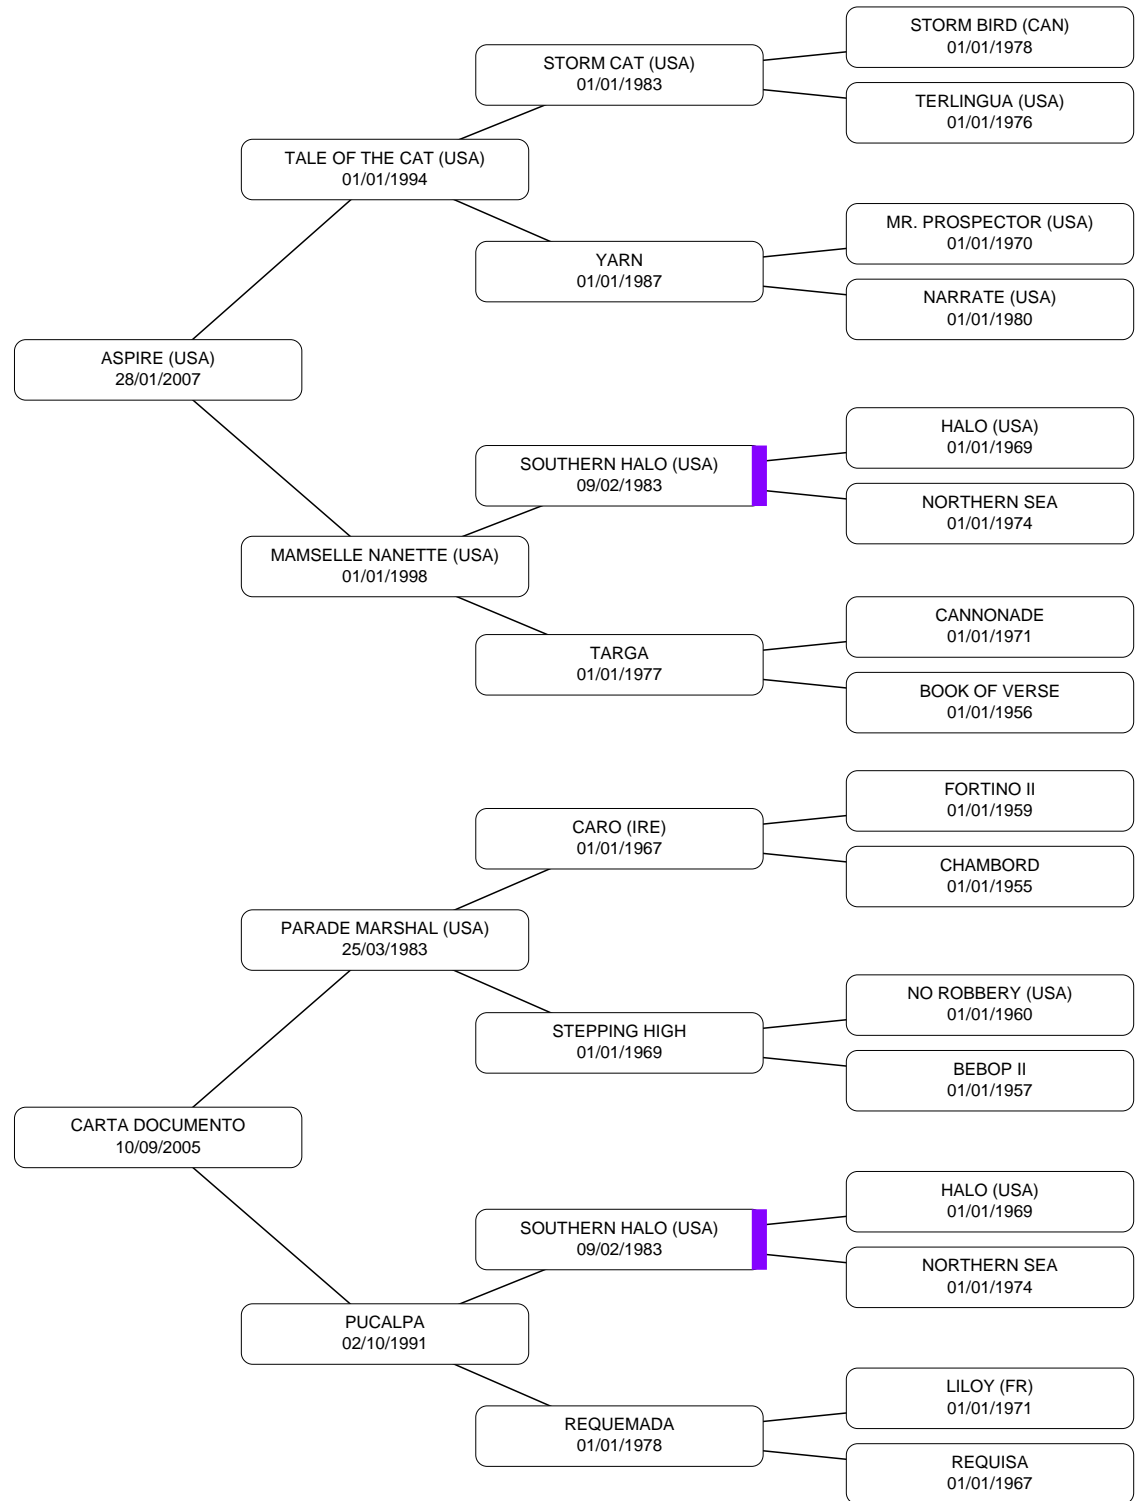 STORM BIRD (CAN)
01/01/1978
STORM CAT (USA)
01/01/1983
TERLINGUA (USA)
01/01/1976
TALE OF THE CAT (USA)
01/01/1994
MR. PROSPECTOR (USA)
01/01/1970
YARN
01/01/1987
NARRATE (USA)
01/01/1980
ASPIRE (USA)
28/01/2007
HALO (USA)
01/01/1969
SOUTHERN HALO (USA)
09/02/1983
NORTHERN SEA
01/01/1974
MAMSELLE NANETTE (USA)
01/01/1998
CANNONADE
01/01/1971
TARGA
01/01/1977
BOOK OF VERSE
01/01/1956
FORTINO II
01/01/1959
CARO (IRE)
01/01/1967
CHAMBORD
01/01/1955
PARADE MARSHAL (USA)
25/03/1983
NO ROBBERY (USA)
01/01/1960
STEPPING HIGH
01/01/1969
BEBOP II
01/01/1957
CARTA DOCUMENTO
10/09/2005
HALO (USA)
01/01/1969
SOUTHERN HALO (USA)
09/02/1983
NORTHERN SEA
01/01/1974
PUCALPA
02/10/1991
LILOY (FR)
01/01/1971
REQUEMADA
01/01/1978
REQUISA
01/01/1967